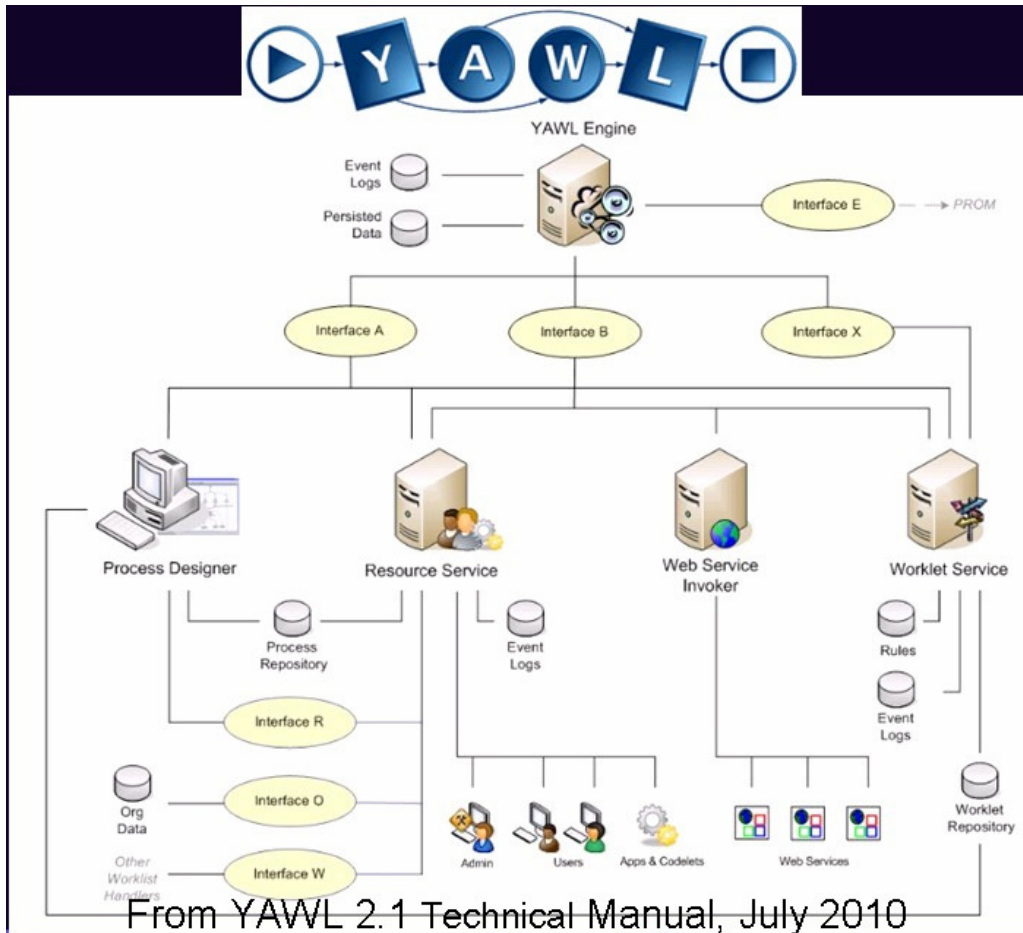 Y A W L
YAWL Engine
Event
Logs
Persisted
Data
Interface E
PROM
Interface A
Interface B
Interface X
Process Designer
Resource Service
Web Service
Invoker
Worklet Service
Process
Repository
Event
Logs
Rules
Event
Logs
Interface R
Org
Data
Interface O
Worklet
Repository
Admin
Users
Apps & Codelets
Web Services
Other
Worklist
Handlers
Interface W
From YAWL 2.1 Technical Manual, July 2010